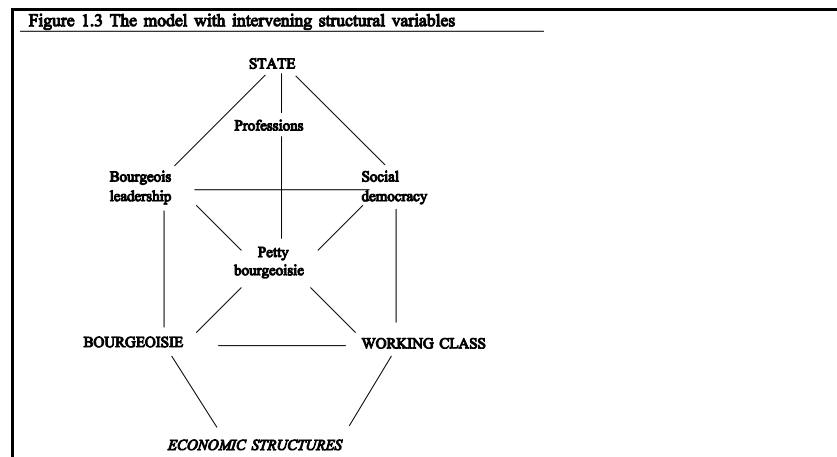 Figure 1.3 The model with intervening structural variables
STATE
Professions
Bourgeois
leadership
Social
democracy
Petty
bourgeoisie
BOURGEOISIE
WORKING CLASS
ECONOMIC STRUCTURES